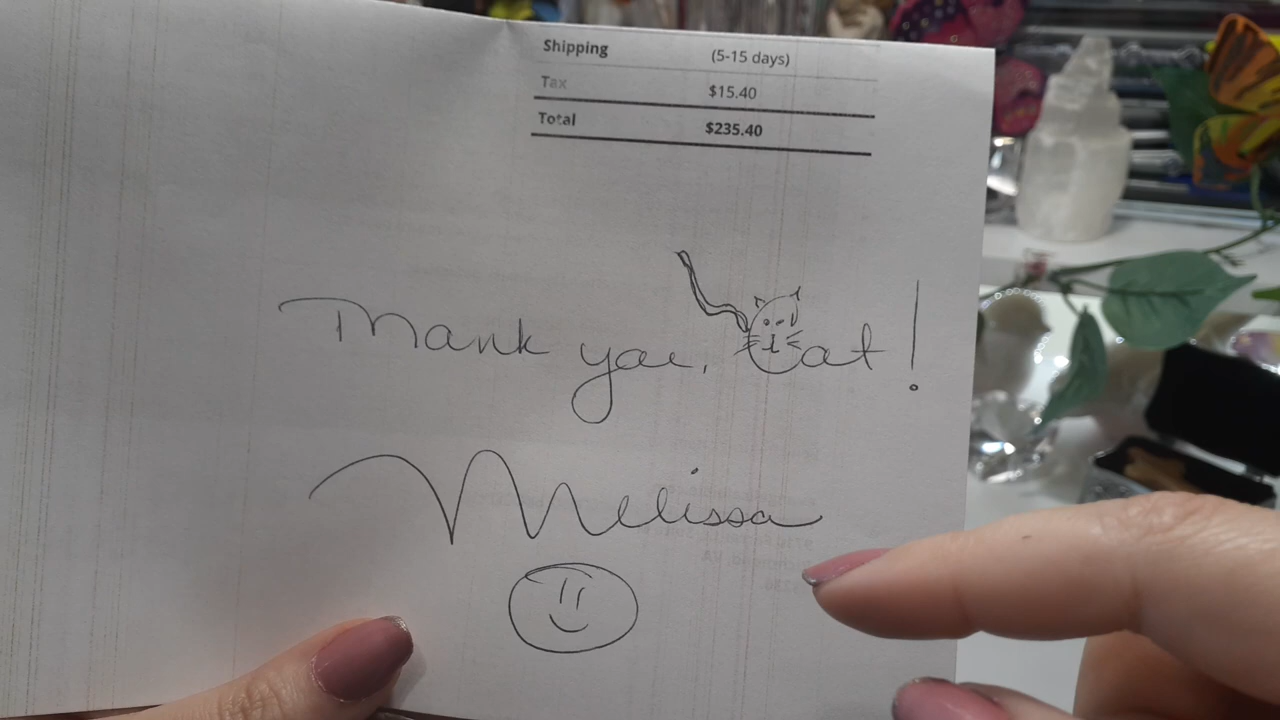 Shipping (5-15 days)
Tax $15.40
Total $235.40
Thank you, Cat!
Melissa